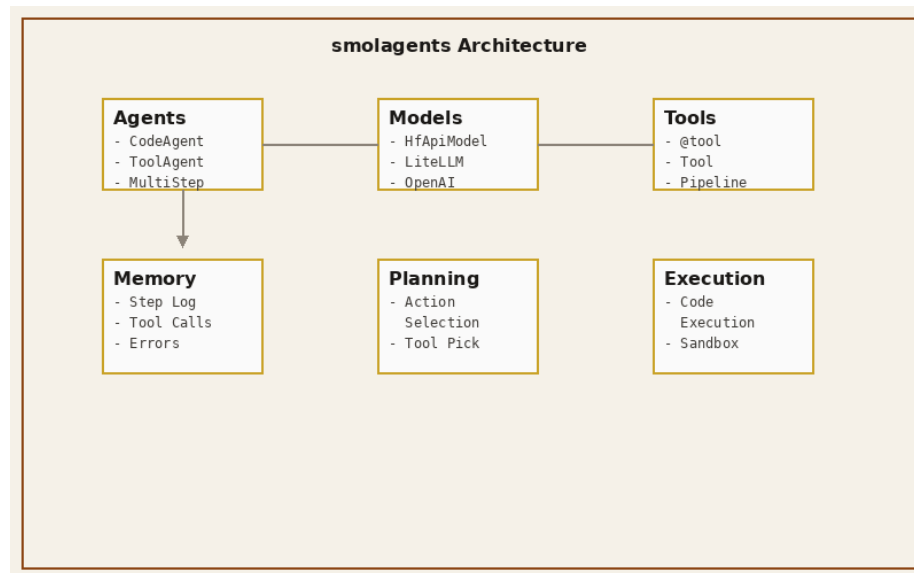 smolagents Architecture
Agents
- CodeAgent
- ToolAgent
- MultiStep
Models
- HfApiModel
- LiteLLM
- OpenAI
Tools
- @tool
- Tool
- Pipeline
Memory
- Step Log
- Tool Calls
- Errors
Planning
- Action
Selection
- Tool Pick
Execution
- Code
Execution
- Sandbox